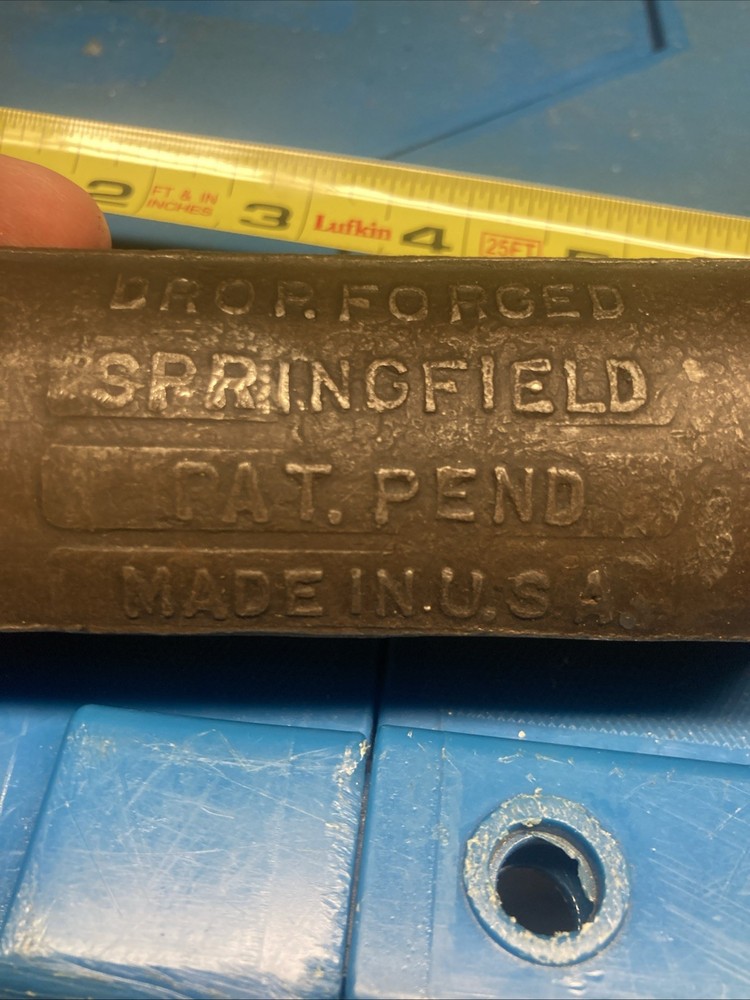 2 FT & IN INCHES 3 Lufkin 4 25FT
DROP. FORGED
SPRINGFIELD
PAT. PEND
MADE IN U.S.A